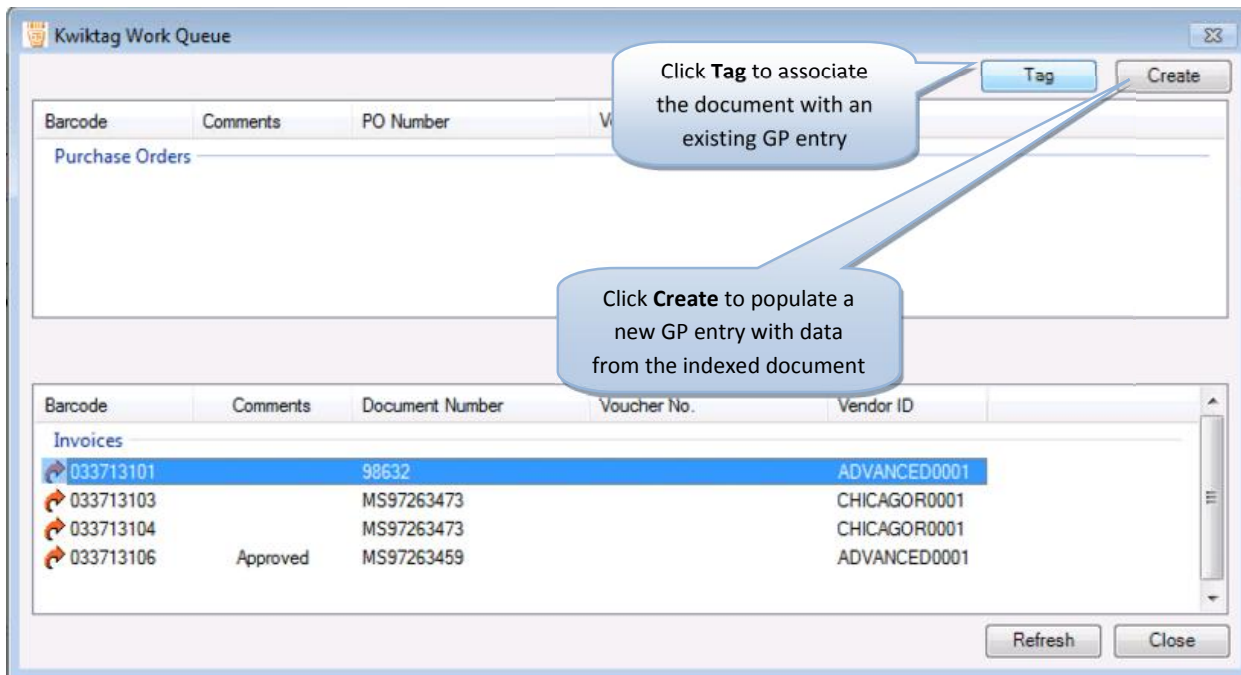 Kwiktag Work Queue
Click Tag to associate
the document with an
existing GP entry
Tag Create
Barcode Comments PO Number
Purchase Orders
Click Create to populate a
new GP entry with data
from the indexed document
Barcode Comments Document Number Voucher No. Vendor ID
Invoices
033713101 98632 ADVANCED0001
033713103 MS97263473 CHICAGOR0001
033713104 MS97263473 CHICAGOR0001
033713106 Approved MS97263459 ADVANCED0001
Refresh Close